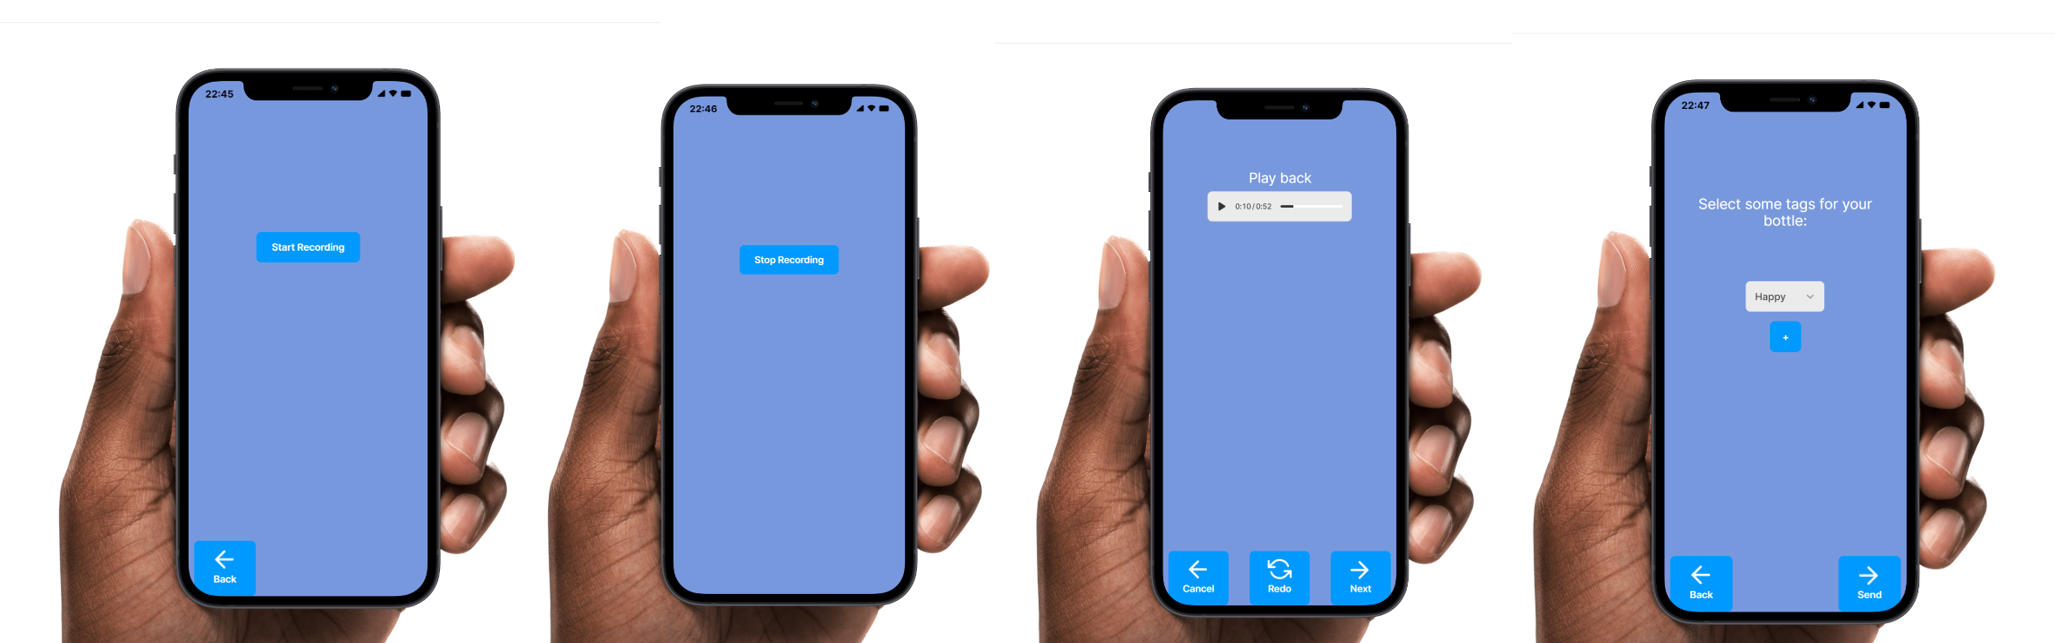 22:45
Start Recording
Back
22:46
Stop Recording
Play back
0:10/0:52
Cancel
Redo
Next
22:47
Select some tags for your
bottle:
Happy
+
Back
Send